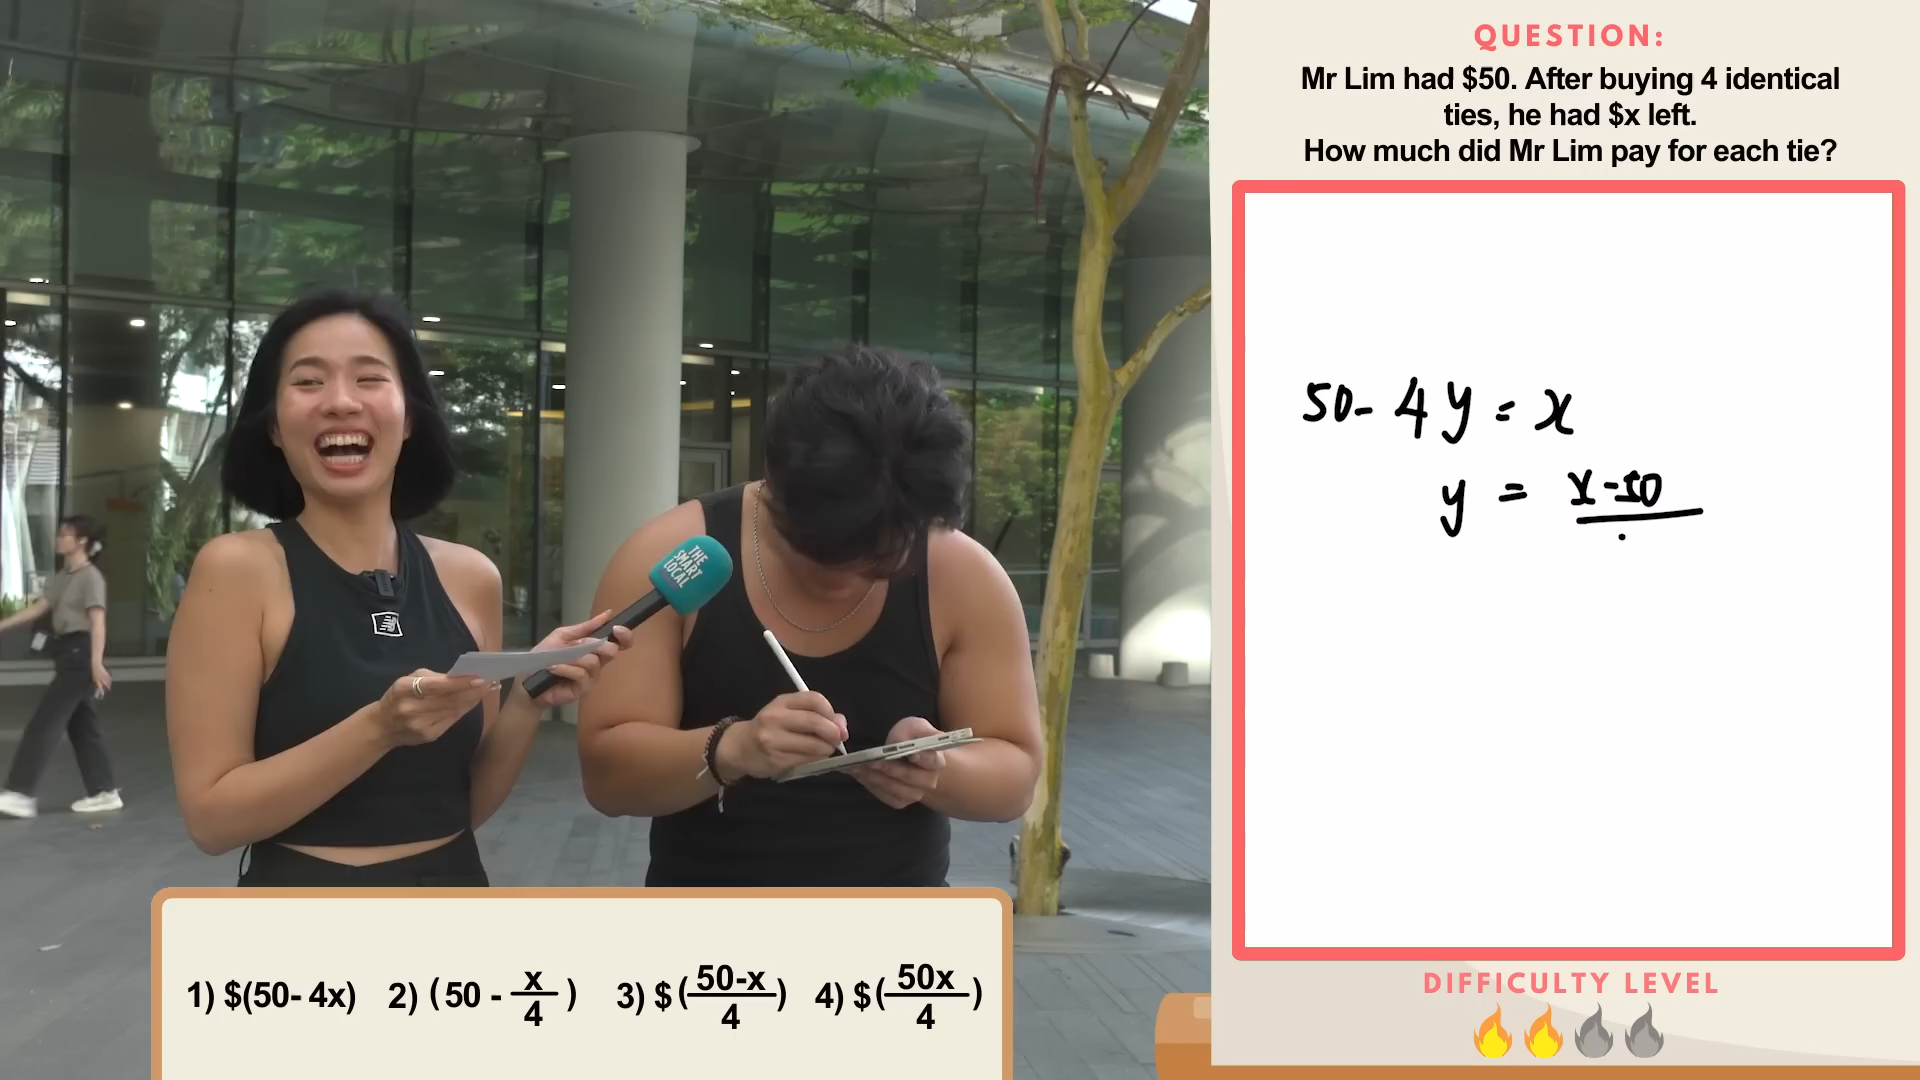 QUESTION:
Mr Lim had $50. After buying 4 identical
ties, he had $x left.
How much did Mr Lim pay for each tie?
50 - 4y = x
y = x - 50
THE
SMART
LOCAL
1) $(50- 4x) 2) (50 - x/4) 3) $(50-x/4) 4) $(50x/4)
DIFFICULTY LEVEL